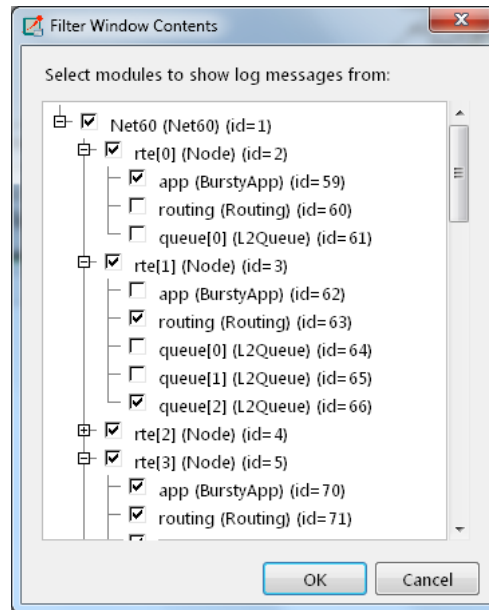 Filter Window Contents
Select modules to show log messages from:
Net60 (Net60) (id=1)
rte[0] (Node) (id=2)
app (BurstyApp) (id=59)
routing (Routing) (id=60)
queue[0] (L2Queue) (id=61)
rte[1] (Node) (id=3)
app (BurstyApp) (id=62)
routing (Routing) (id=63)
queue[0] (L2Queue) (id=64)
queue[1] (L2Queue) (id=65)
queue[2] (L2Queue) (id=66)
rte[2] (Node) (id=4)
rte[3] (Node) (id=5)
app (BurstyApp) (id=70)
routing (Routing) (id=71)
OK Cancel